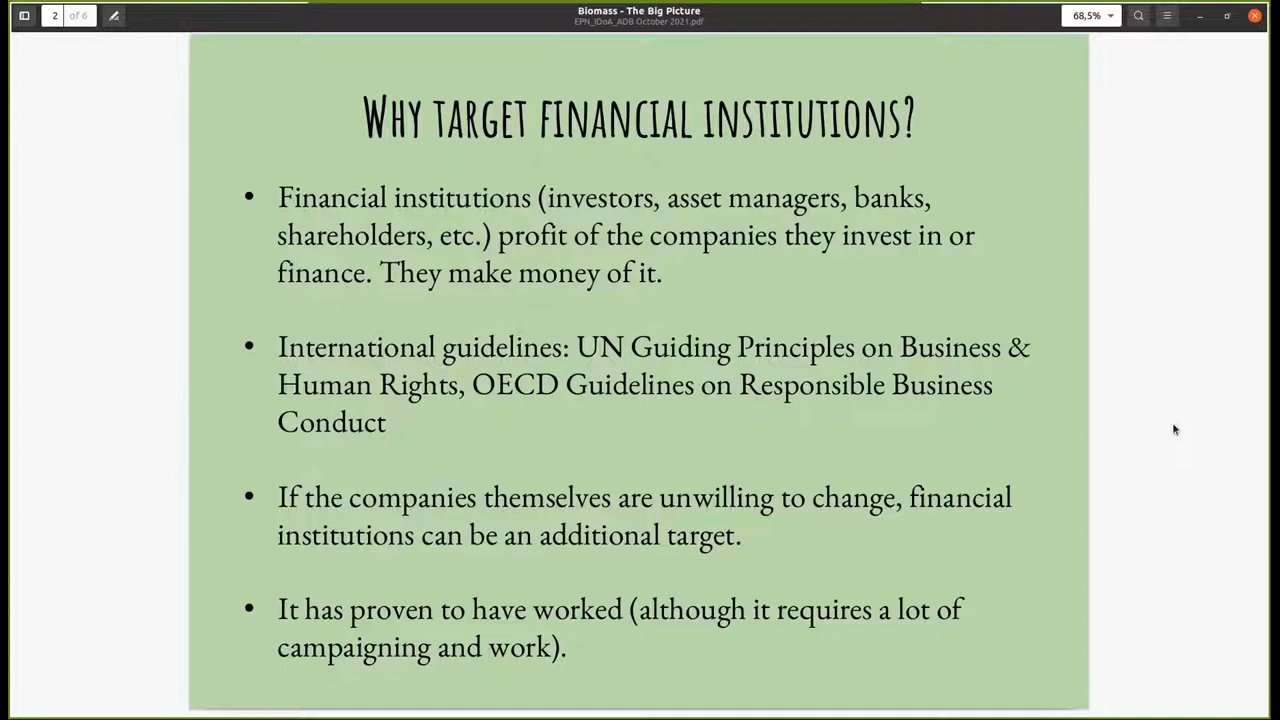 2 of 6
Biomass - The Big Picture
EPN_IDoA_ADB October 2021.pdf
68,5%
Why target financial institutions?
• Financial institutions (investors, asset managers, banks,
shareholders, etc.) profit of the companies they invest in or
finance. They make money of it.
• International guidelines: UN Guiding Principles on Business &
Human Rights, OECD Guidelines on Responsible Business
Conduct
• If the companies themselves are unwilling to change, financial
institutions can be an additional target.
• It has proven to have worked (although it requires a lot of
campaigning and work).